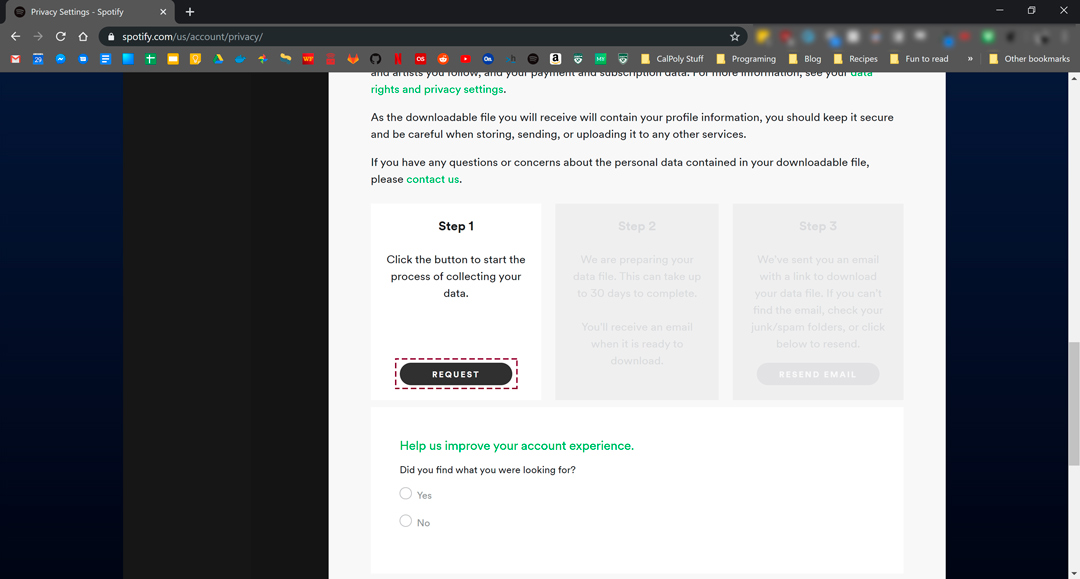 Privacy Settings - Spotify
spotify.com/us/account/privacy/
29
WF
OS
OA
h
a
MR
CalPoly Stuff
Programing
Blog
Recipes
Fun to read
»
Other bookmarks
and artists you follow, and your payment and subscription data. For more information, see your data
rights and privacy settings.
As the downloadable file you will receive will contain your profile information, you should keep it secure
and be careful when storing, sending, or uploading it to any other services.
If you have any questions or concerns about the personal data contained in your downloadable file,
please contact us.
Step 1
Click the button to start the
process of collecting your
data.
REQUEST
Step 2
We are preparing your
data file. This can take up
to 30 days to complete.
You'll receive an email
when it is ready to
download.
Step 3
We've sent you an email
with a link to download
your data file. If you can't
find the email, check your
junk/spam folders, or click
below to resend.
RESEND EMAIL
Help us improve your account experience.
Did you find what you were looking for?
Yes
No